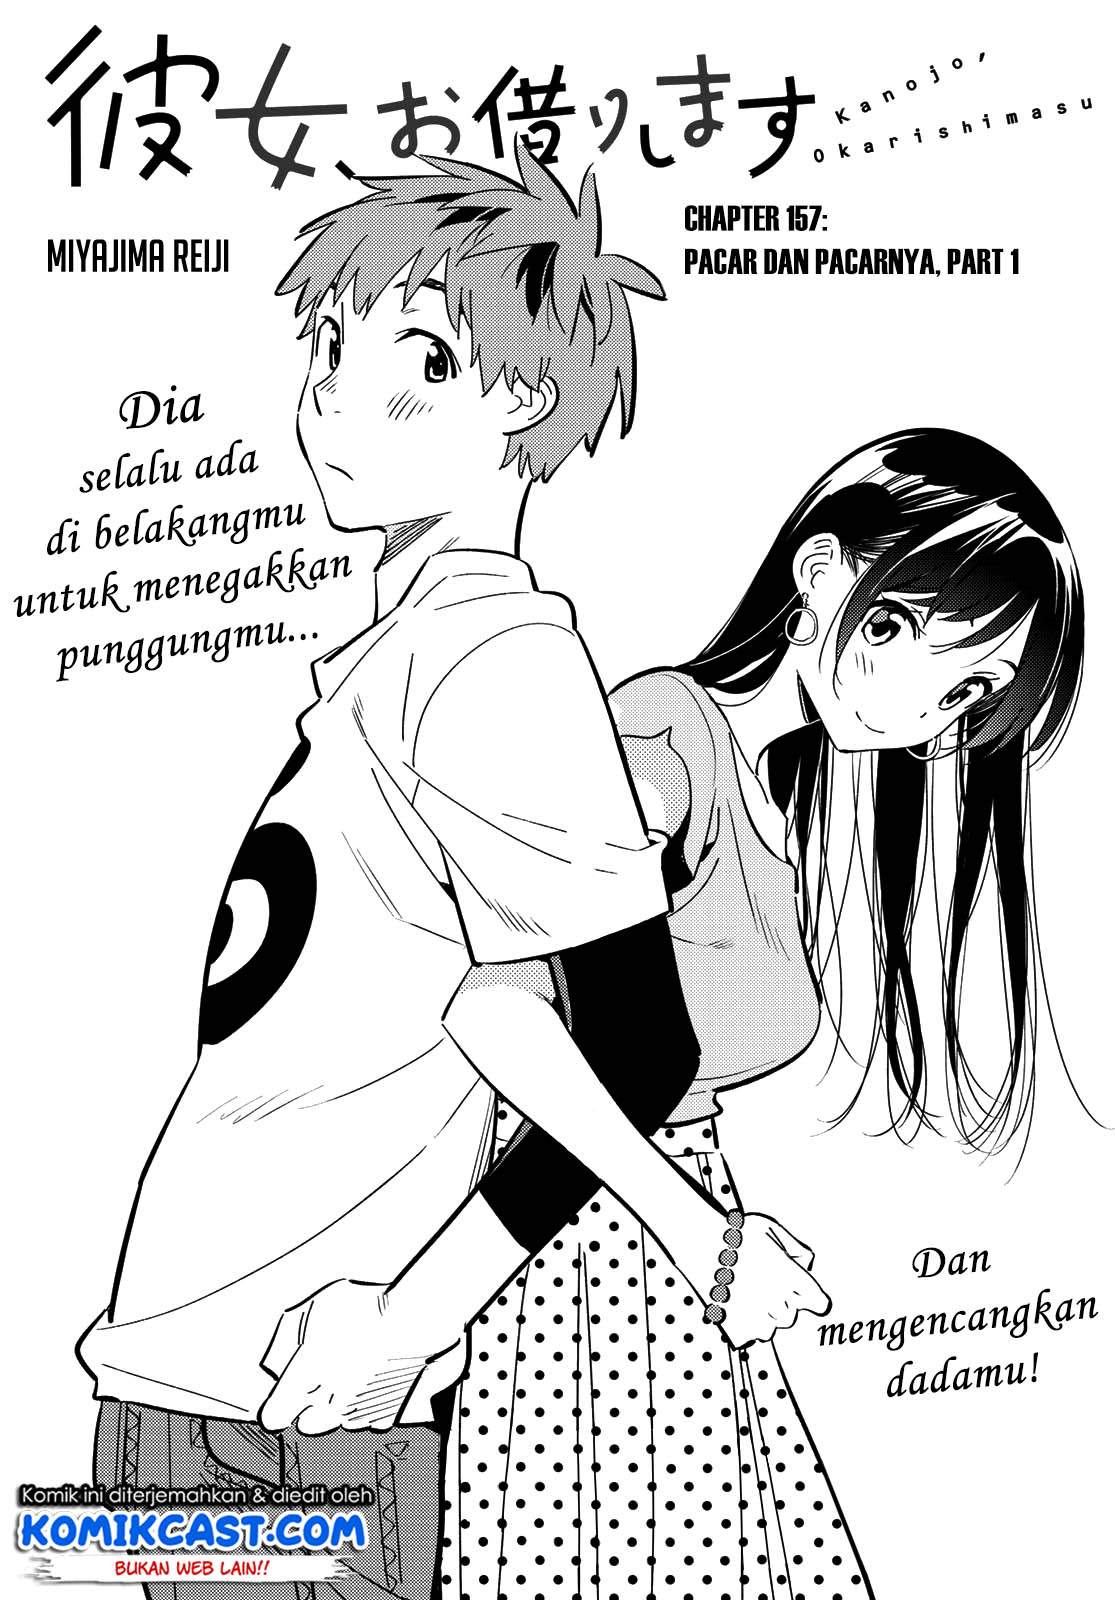 彼女、お借りします
Kanojo,
Okarishimasu
MIYAJIMA REIJI
CHAPTER 157:
PACAR DAN PACARNYA, PART 1
Dia
selalu ada
di belakangmu
untuk menegakkan
punggungmu...
Dan
mengencangkan
dadamu!
Komik ini diterjemahkan & diedit oleh
KOMIKCAST.COM
BUKAN WEB LAIN!!